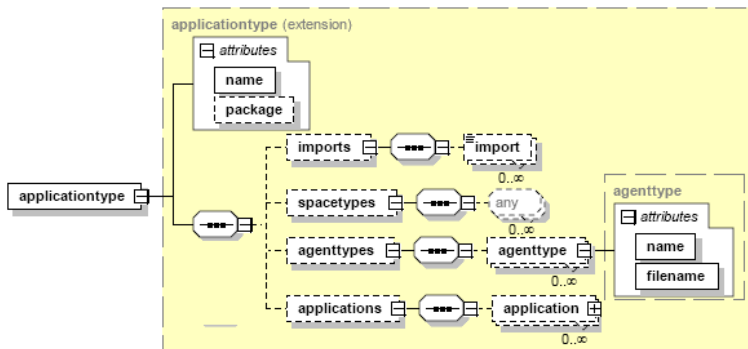 applicationtype (extension)
attributes
name
package
imports
import
0..∞
applicationtype
spacetypes
any
0..∞
agenttypes
agenttype
0..∞
agenttype
attributes
name
filename
applications
application
0..∞